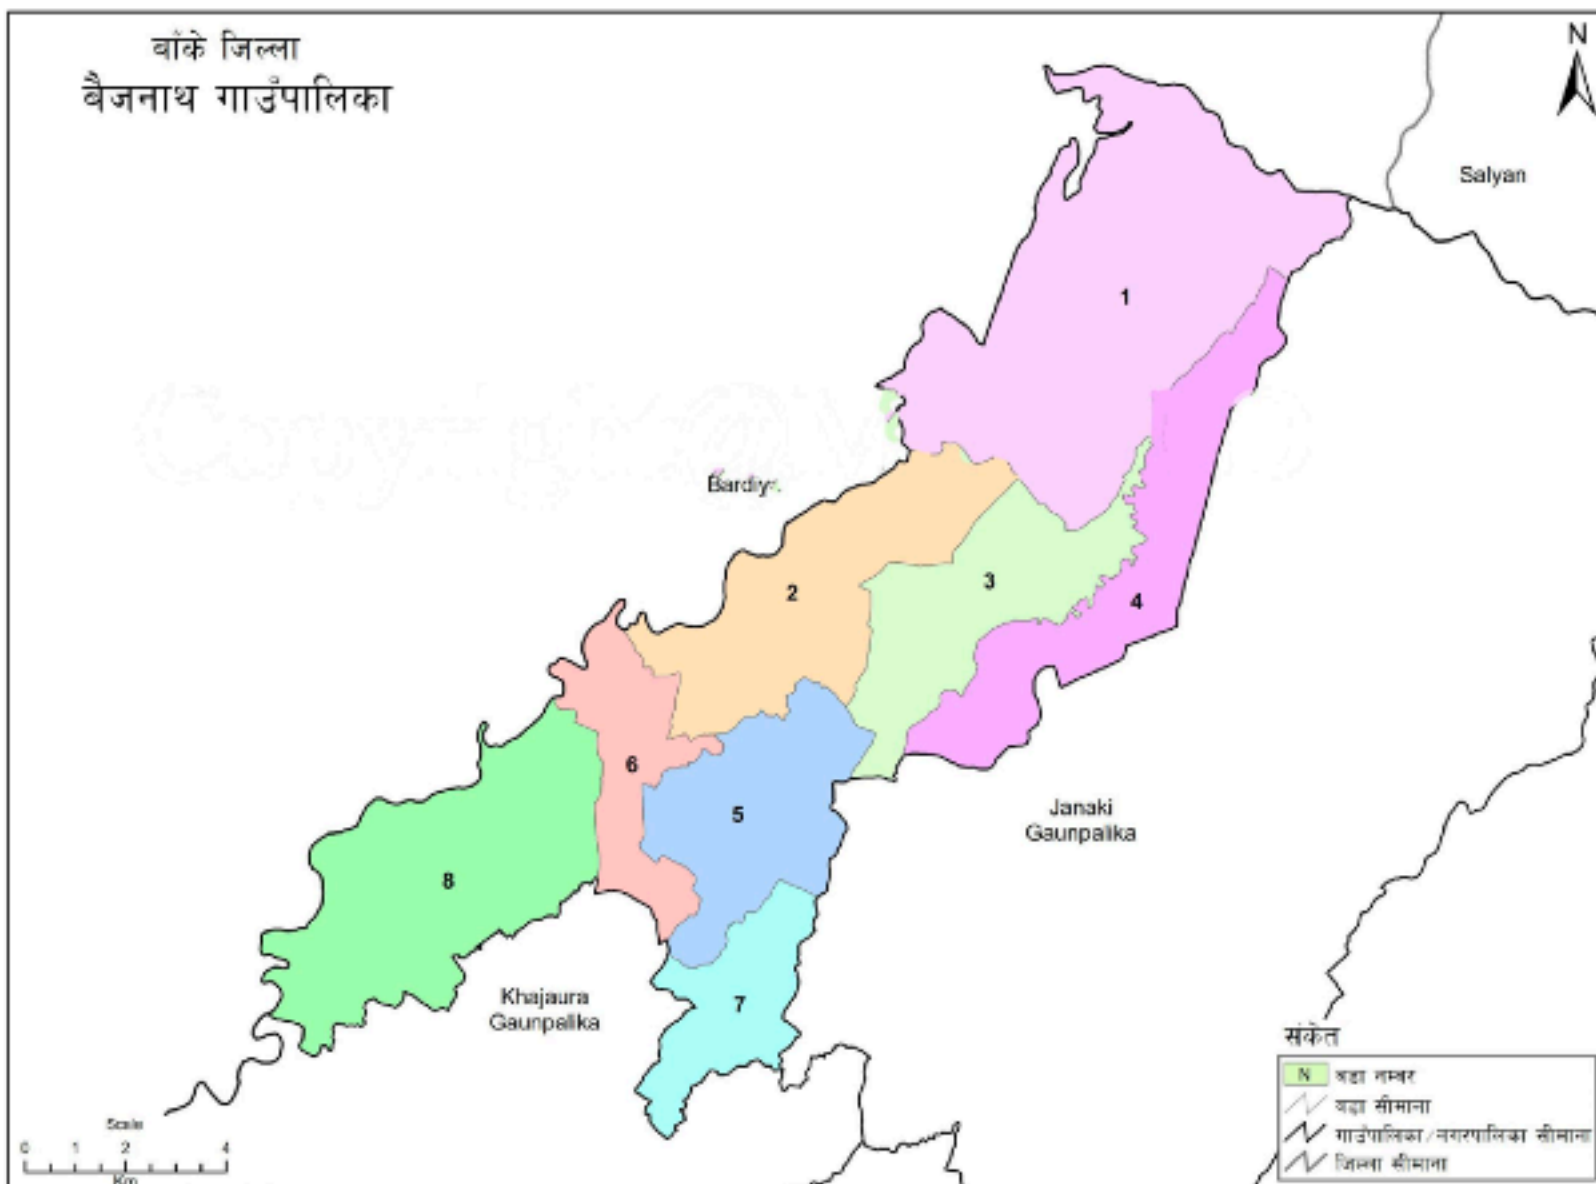 बाँके जिल्ला
बैजनाथ गाउँपालिका
N
Salyan
1
Bardiya
2
3
4
6
5
8
Janaki
Gaunpalika
Khajaura
Gaunpalika
7
संकेत
N वडा नम्बर
वडा सीमाना
गाउँपालिका/नगरपालिका सीमाना
जिल्ला सीमाना
Scale
0 1 2 4
Km